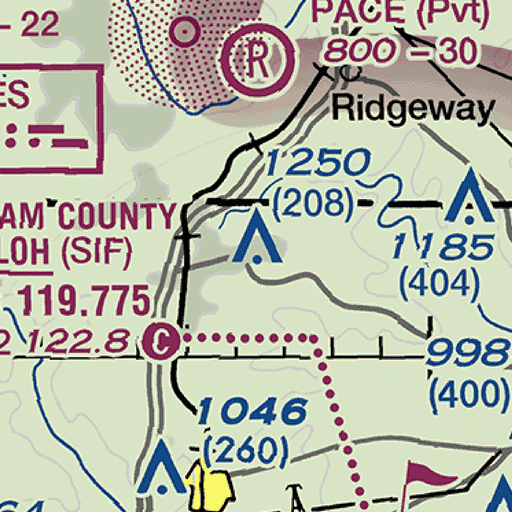 - 22
PACE (Pvt)
800 - 30
R
ES
Ridgeway
1250
(208)
AM COUNTY
LOH (SIF)
1185
(404)
119.775
2 122.8 C
998
(400)
1046
(260)
64